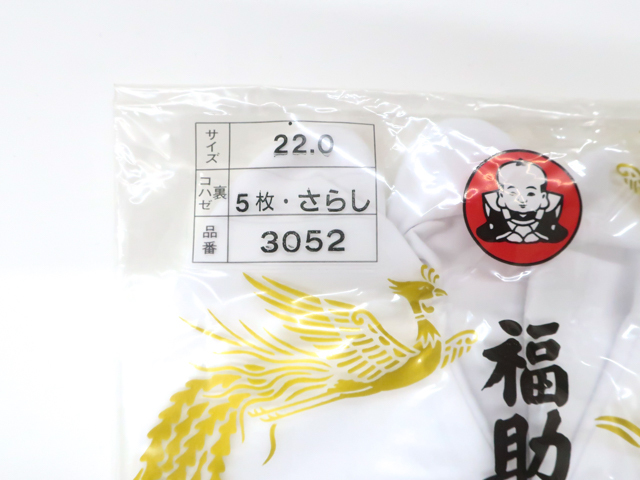 サイズ 22.0
コハゼ 裏 5枚・さらし
品番 3052
福助